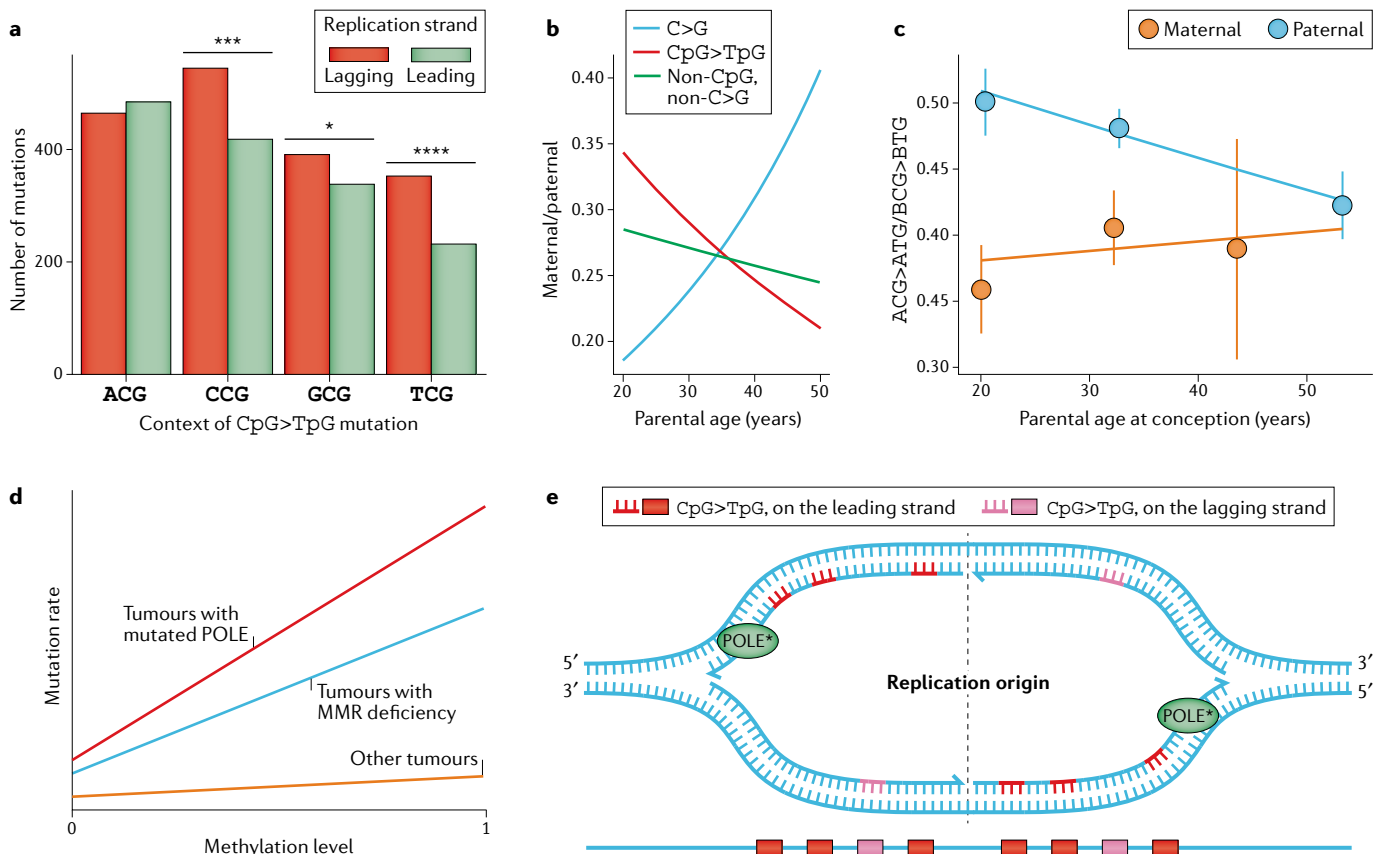 a
Replication strand
Lagging
Leading
***
*
****
400
200
0
Number of mutations
ACG
CCG
GCG
TCG
Context of CpG>TpG mutation
b
C>G
CpG>TpG
Non-CpG,
non-C>G
0.40
0.35
0.30
0.25
0.20
Maternal/paternal
20
30
40
50
Parental age (years)
c
Maternal
Paternal
0.50
0.45
0.40
0.45
0.30
ACG>ATG/BCG>BTG
20
30
40
50
Parental age at conception (years)
d
Mutation rate
Tumours with
mutated POLE
Tumours with
MMR deficiency
Other tumours
0
1
Methylation level
e
CpG>TpG, on the leading strand
CpG>TpG, on the lagging strand
POLE*
5′
3′
3′
5′
Replication origin
POLE*